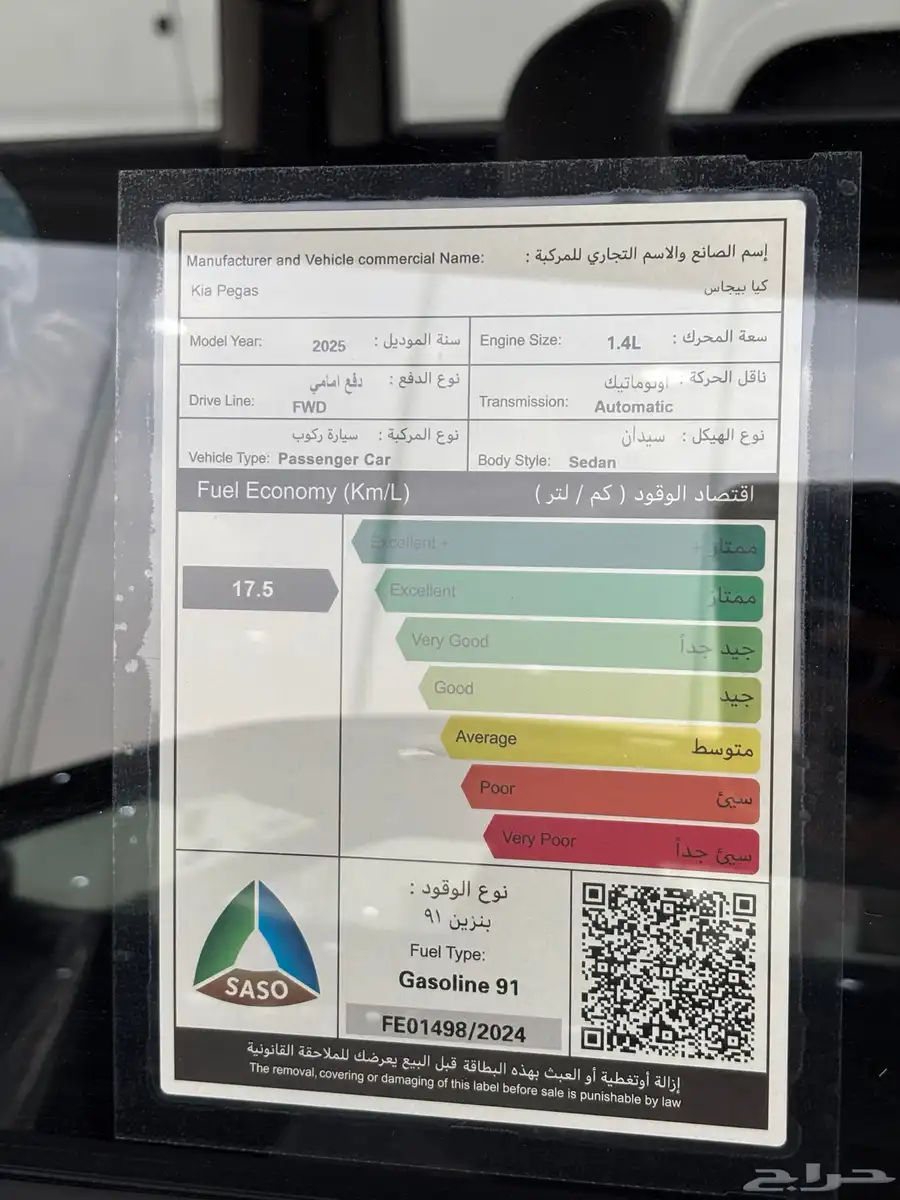 Manufacturer and Vehicle commercial Name: إسم الصانع والاسم التجاري للمركبة :
Kia Pegas كيا بيجاس
Model Year: 2025 سنة الموديل :
Engine Size: 1.4L سعة المحرك :
نوع الدفع : دفع امامي
Drive Line: FWD
ناقل الحركة : اوتوماتيك
Transmission: Automatic
نوع المركبة : سيارة ركوب
Vehicle Type: Passenger Car
نوع الهيكل : سيدان
Body Style: Sedan
Fuel Economy (Km/L) اقتصاد الوقود ( كم / لتر )
Excellent + ممتاز +
17.5
Excellent ممتاز
Very Good جيد جداً
Good جيد
Average متوسط
Poor سيئ
Very Poor سيئ جداً
SASO
نوع الوقود :
بنزين ٩١
Fuel Type:
Gasoline 91
FE01498/2024
إزالة أوتغطية أو العبث بهذه البطاقة قبل البيع يعرضك للملاحقة القانونية
The removal, covering or damaging of this label before sale is punishable by law
حراج